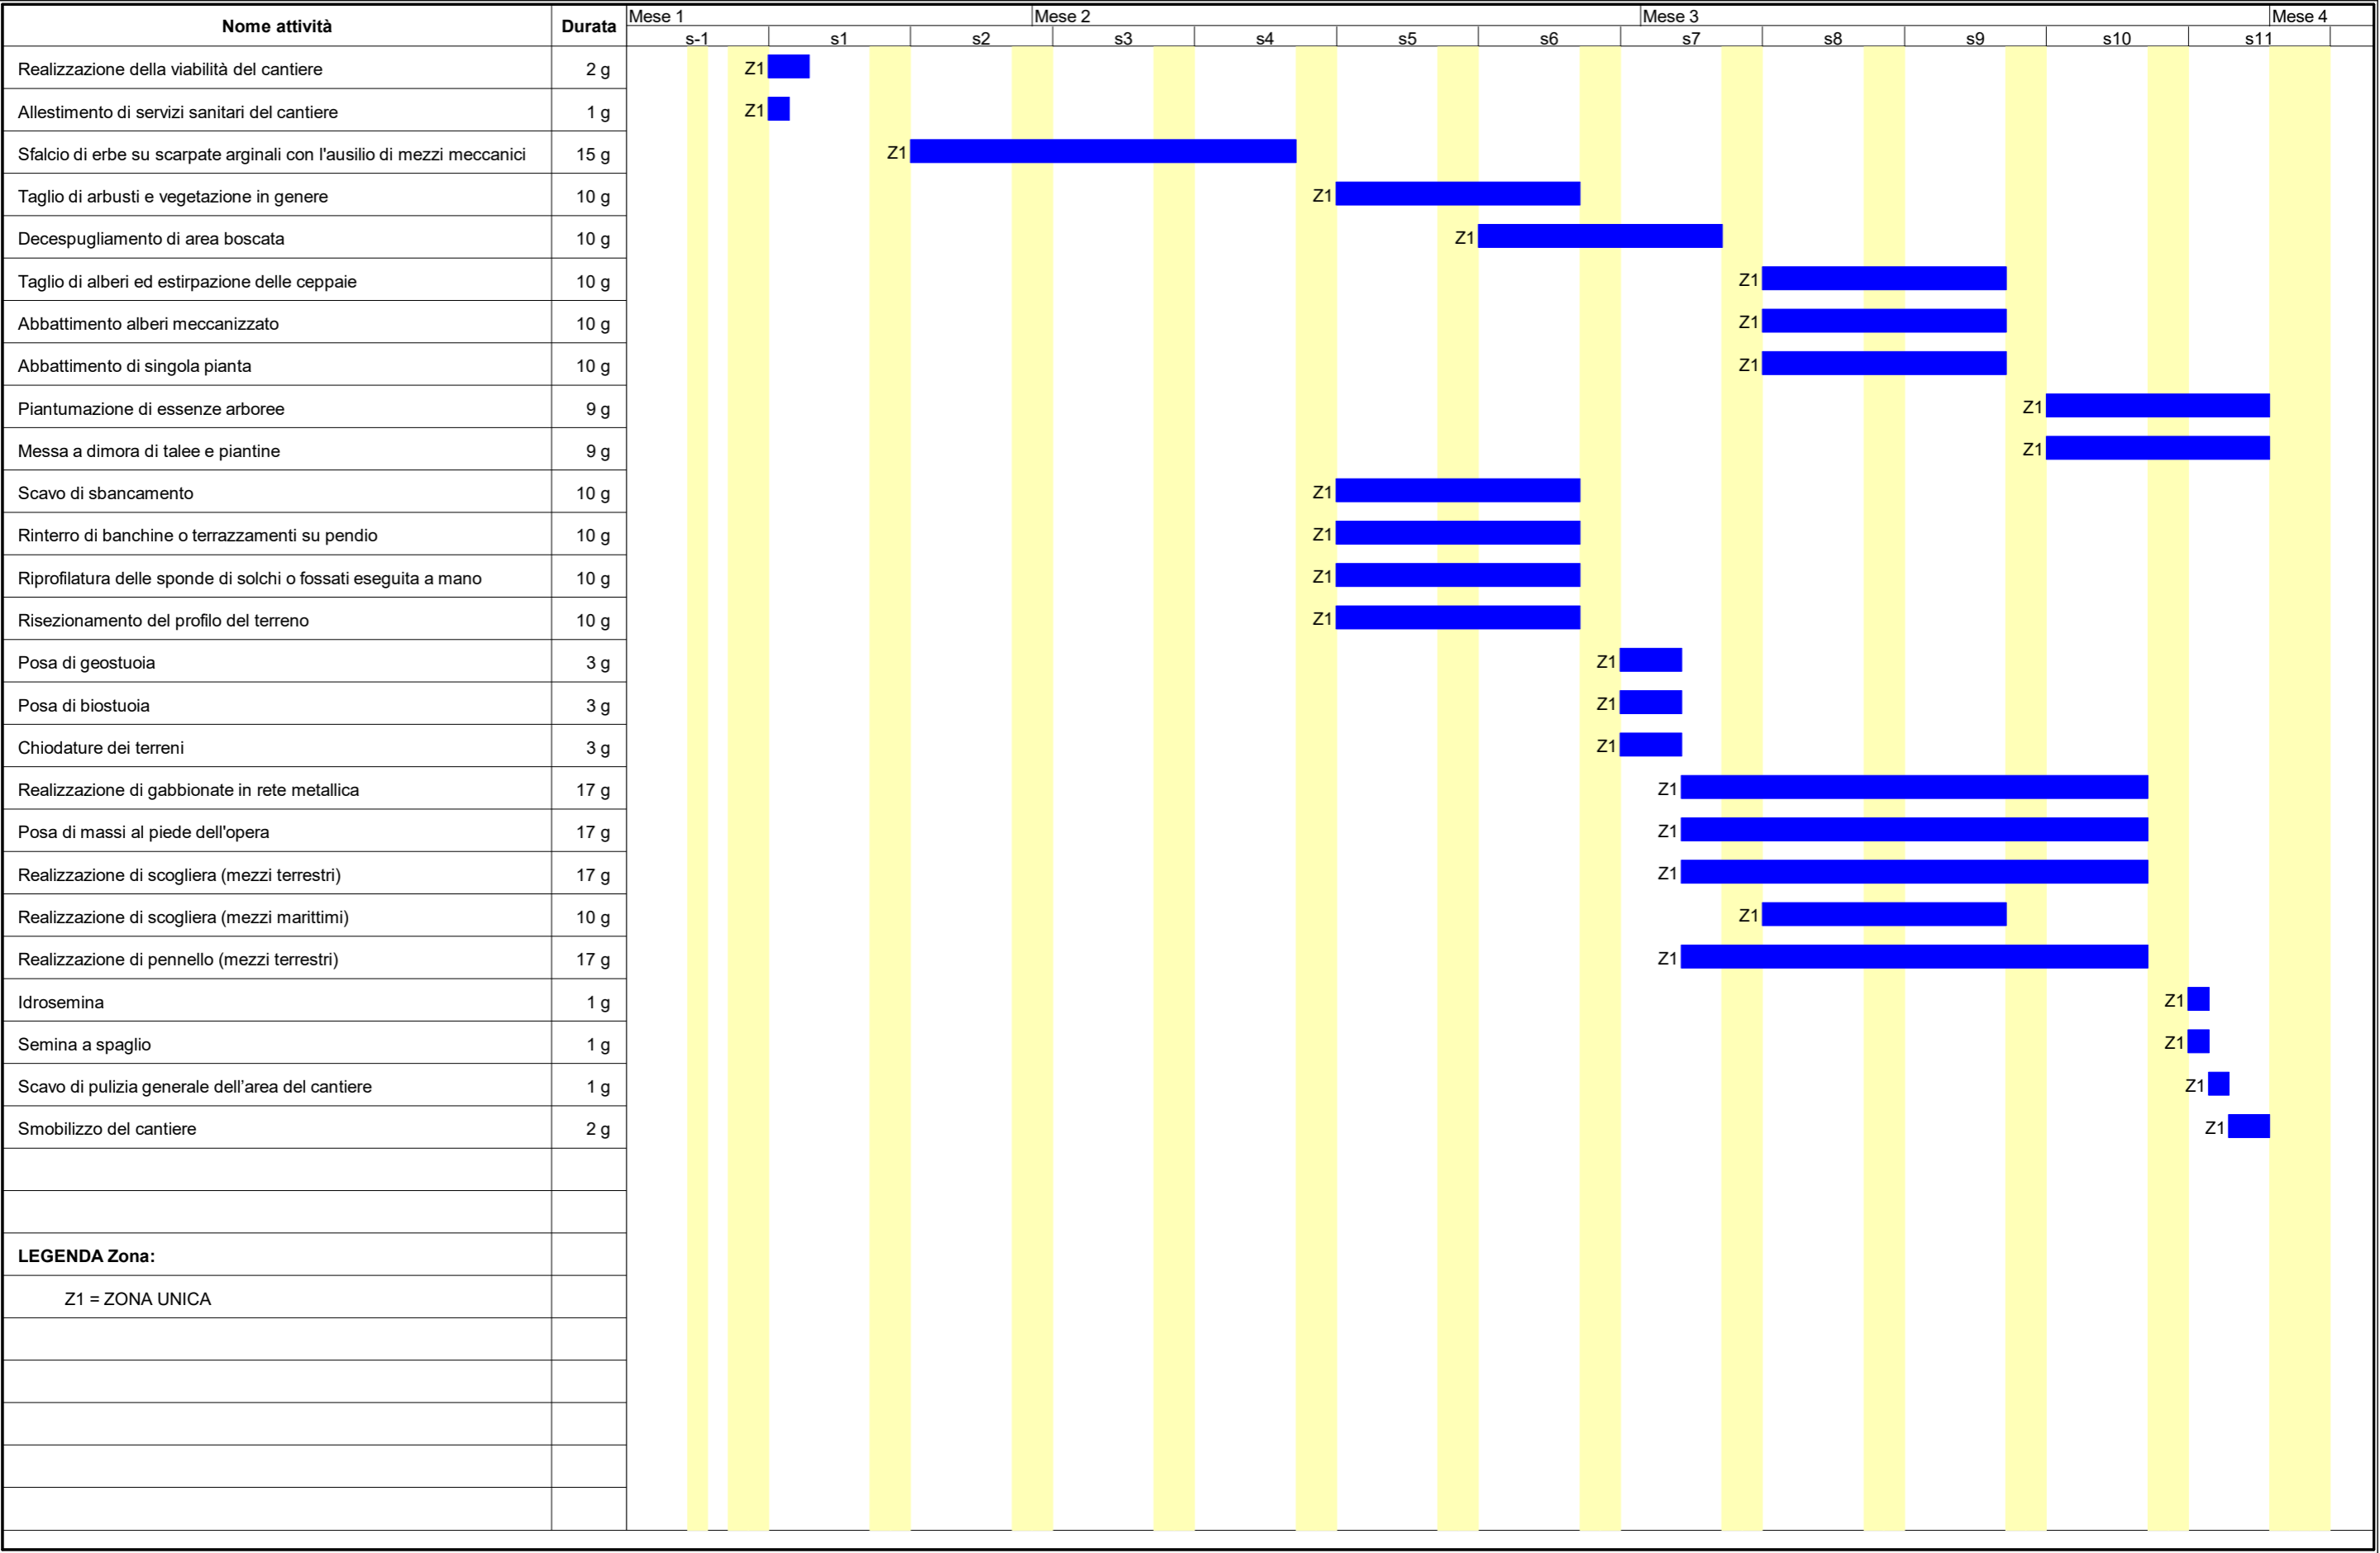 Nome attività Durata Mese 1 Mese 2 Mese 3 Mese 4
s-1 s1 s2 s3 s4 s5 s6 s7 s8 s9 s10 s11
Realizzazione della viabilità del cantiere 2 g Z1
Allestimento di servizi sanitari del cantiere 1 g Z1
Sfalcio di erbe su scarpate arginali con l'ausilio di mezzi meccanici 15 g Z1
Taglio di arbusti e vegetazione in genere 10 g Z1
Decespugliamento di area boscata 10 g Z1
Taglio di alberi ed estirpazione delle ceppaie 10 g Z1
Abbattimento alberi meccanizzato 10 g Z1
Abbattimento di singola pianta 10 g Z1
Piantumazione di essenze arboree 9 g Z1
Messa a dimora di talee e piantine 9 g Z1
Scavo di sbancamento 10 g Z1
Rinterro di banchine o terrazzamenti su pendio 10 g Z1
Riprofilatura delle sponde di solchi o fossati eseguita a mano 10 g Z1
Risezionamento del profilo del terreno 10 g Z1
Posa di geostuoia 3 g Z1
Posa di biostuoia 3 g Z1
Chiodature dei terreni 3 g Z1
Realizzazione di gabbionate in rete metallica 17 g Z1
Posa di massi al piede dell'opera 17 g Z1
Realizzazione di scogliera (mezzi terrestri) 17 g Z1
Realizzazione di scogliera (mezzi marittimi) 10 g Z1
Realizzazione di pennello (mezzi terrestri) 17 g Z1
Idrosemina 1 g Z1
Semina a spaglio 1 g Z1
Scavo di pulizia generale dell'area del cantiere 1 g Z1
Smobilizzo del cantiere 2 g Z1
LEGENDA Zona:
Z1 = ZONA UNICA